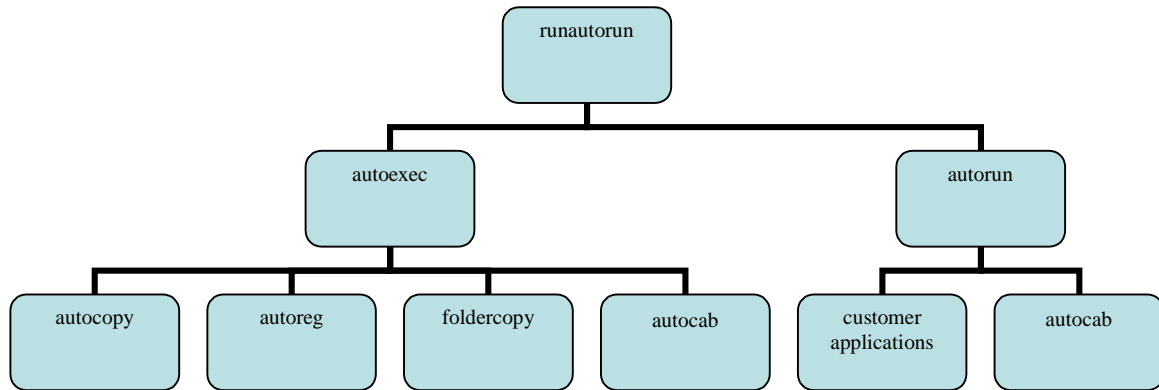 runautorun
autoexec
autorun
autocopy
autoreg
foldercopy
autocab
customer
applications
autocab